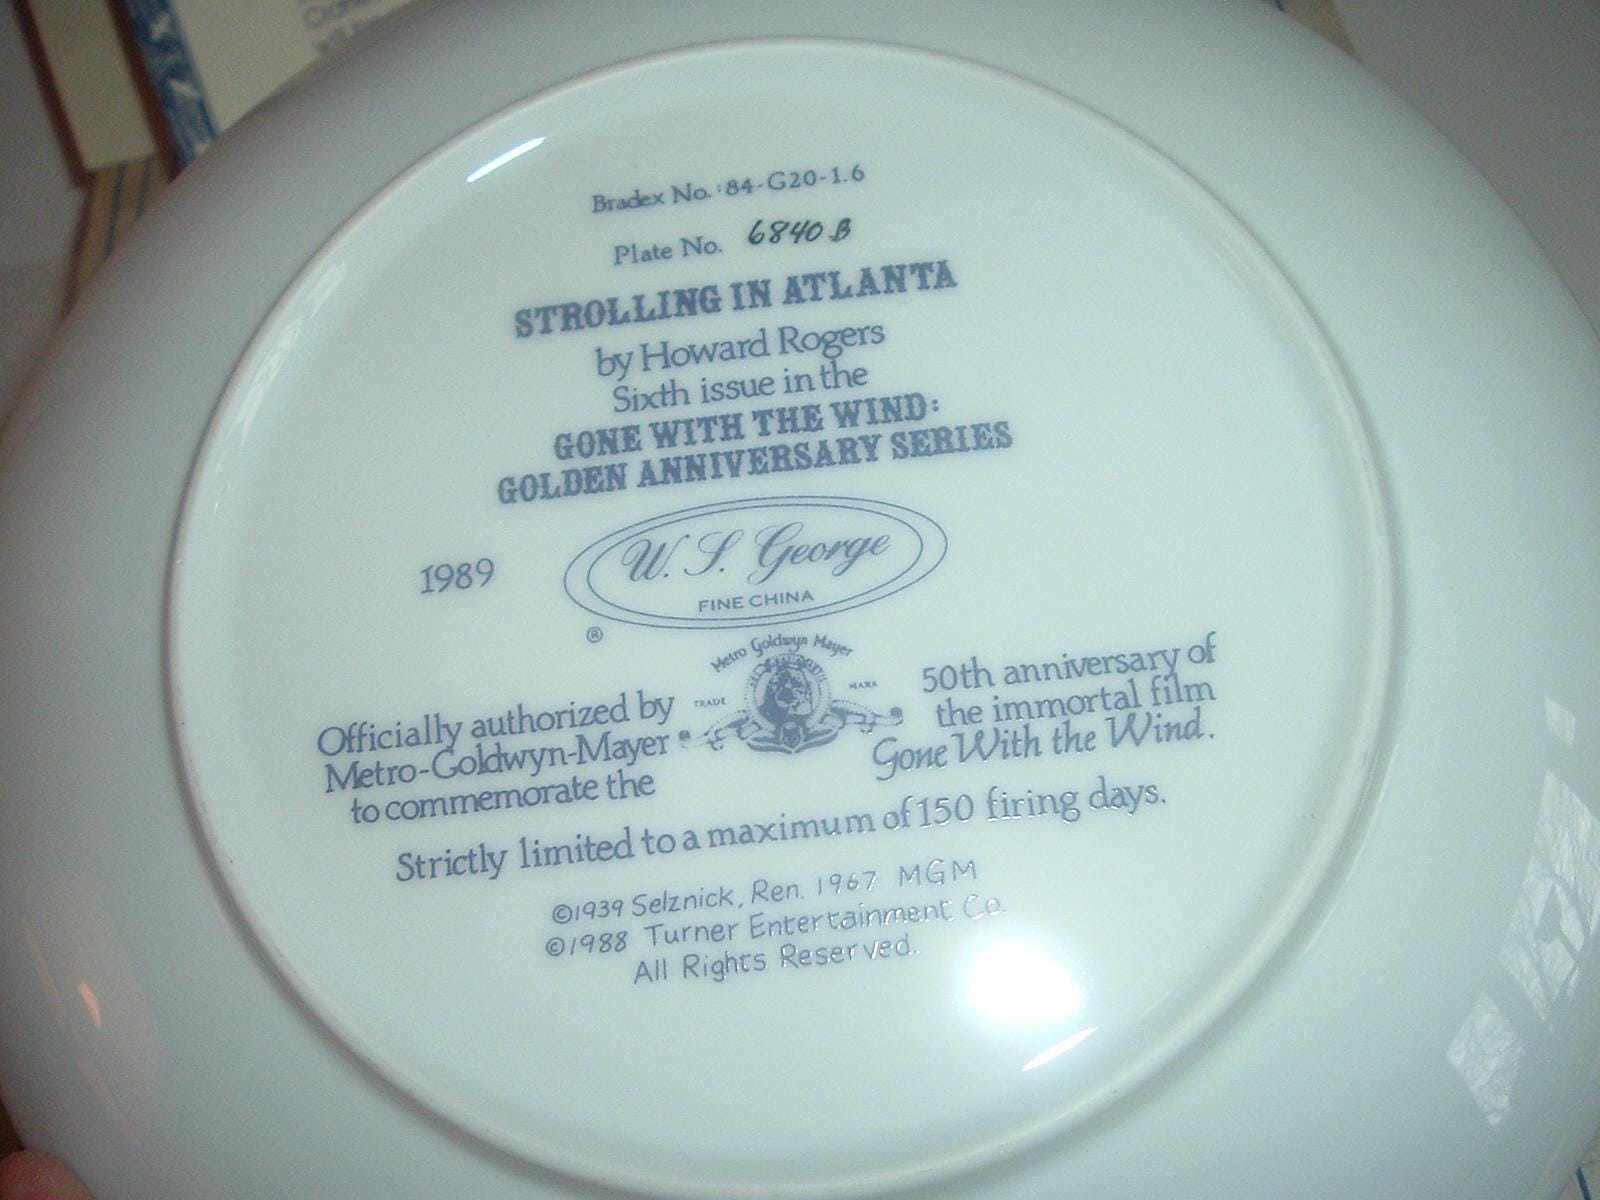 Bradex No.:84-G20-1.6
Plate No. 6840 B
STROLLING IN ATLANTA
by Howard Rogers
Sixth issue in the
GONE WITH THE WIND:
GOLDEN ANNIVERSARY SERIES
1989
W. S. George
FINE CHINA
®
Metro Goldwyn Mayer
TRADE MARK
Officially authorized by
Metro-Goldwyn-Mayer
to commemorate the
50th anniversary of
the immortal film
Gone With the Wind.
Strictly limited to a maximum of 150 firing days.
©1939 Selznick, Ren. 1967 MGM
©1988 Turner Entertainment Co.
All Rights Reserved.